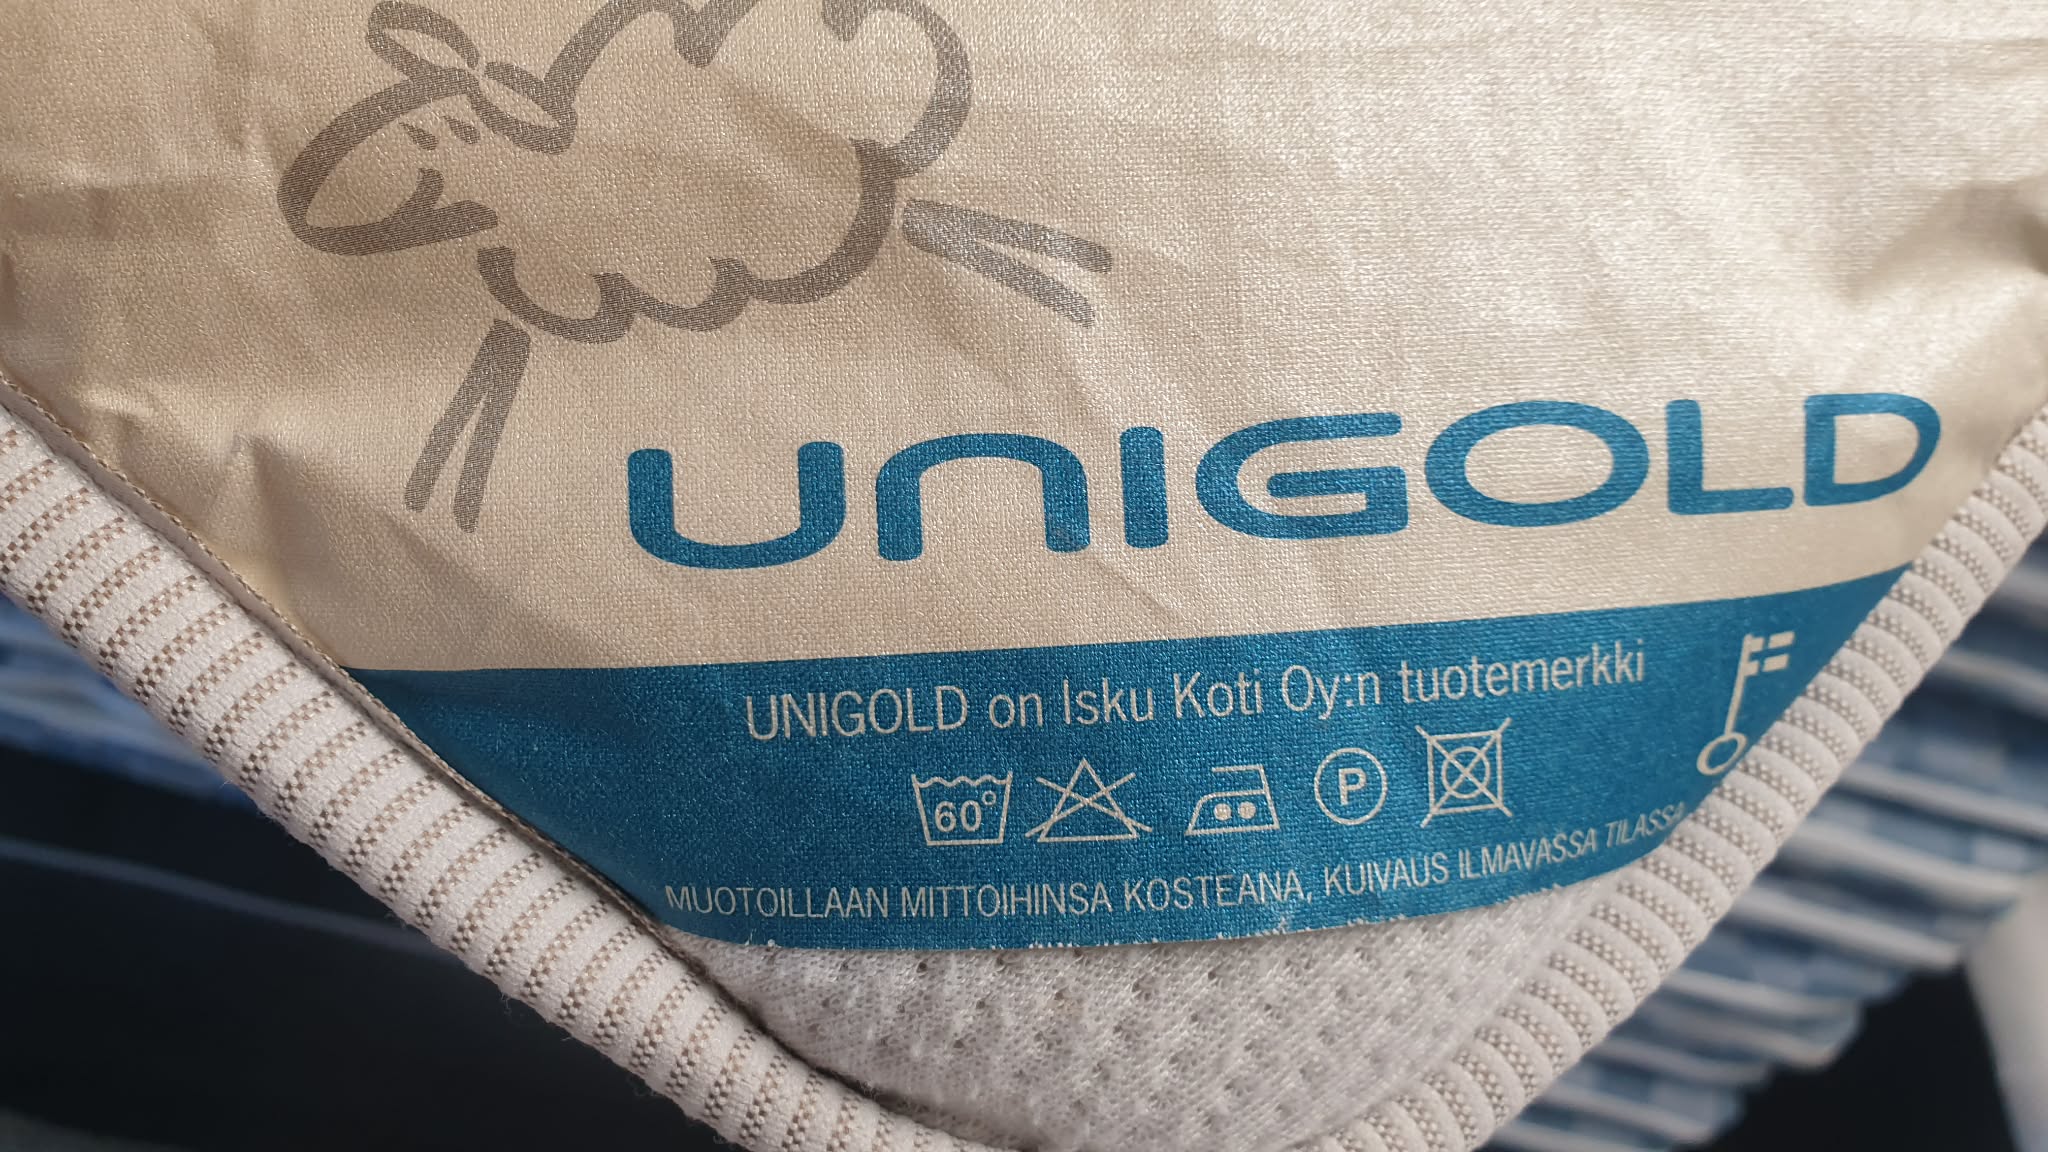 UNIGOLD
UNIGOLD on Isku Koti Oy:n tuotemerkki
60° P
MUOTOILLAAN MITTOIHINSA KOSTEANA, KUIVAUS ILMAVASSA TILASSA